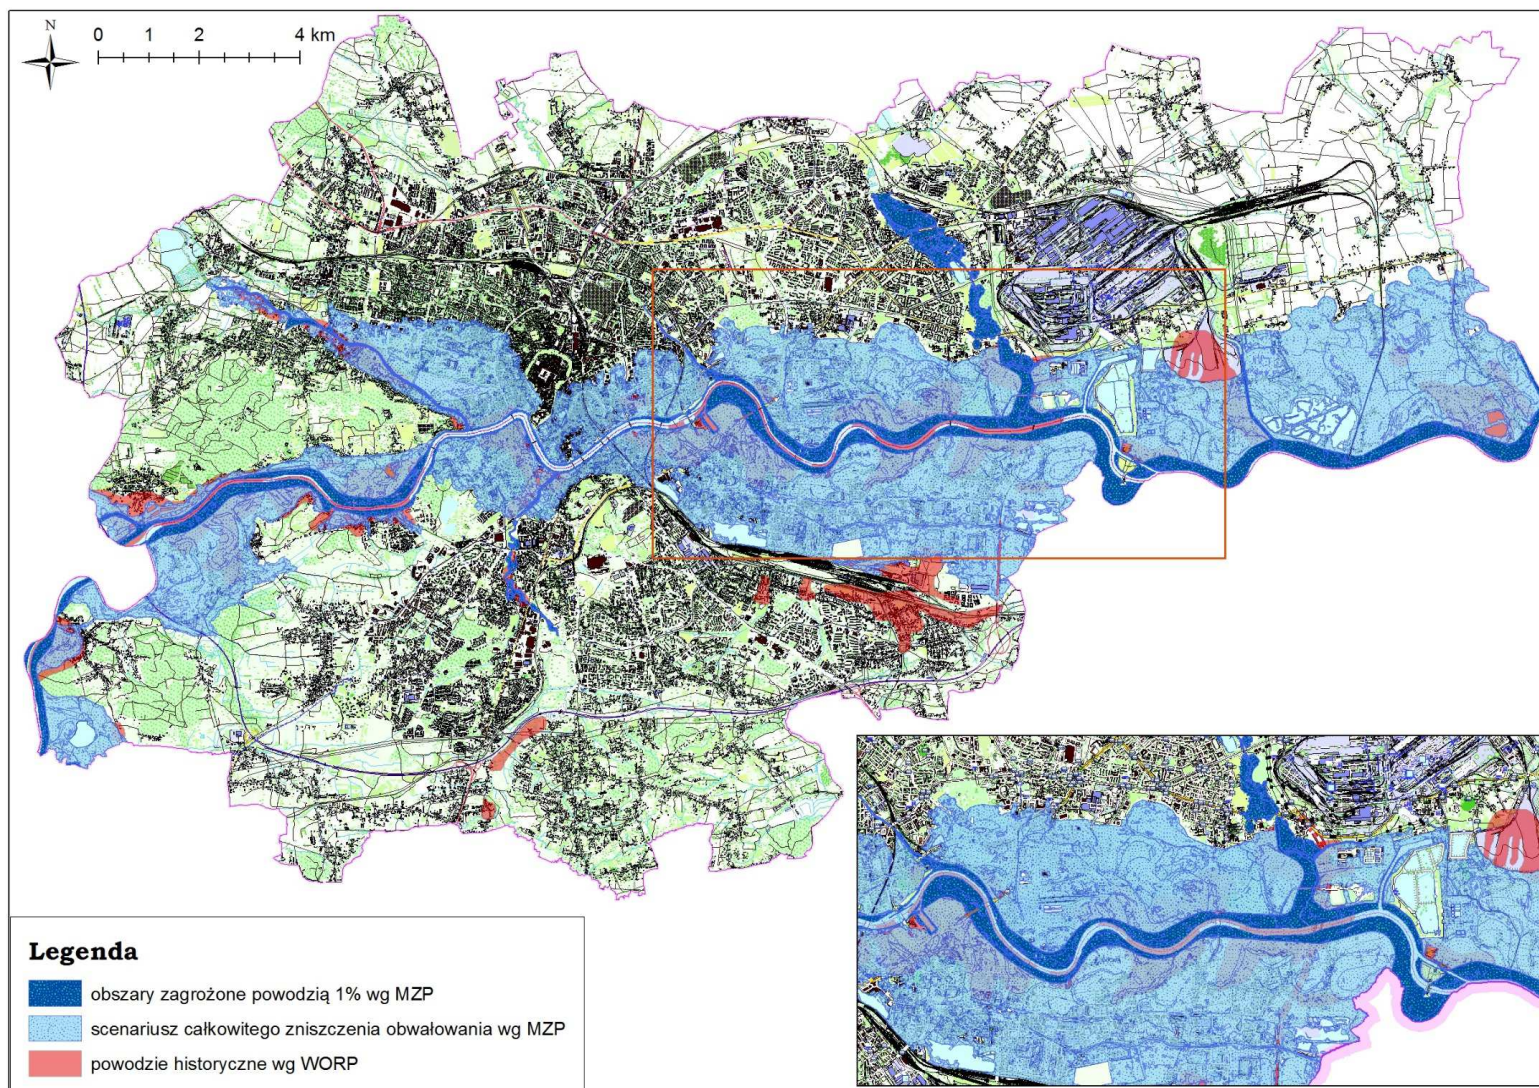 N
0 1 2 4 km
Legenda
obszary zagrożone powodzią 1% wg MZP
scenariusz całkowitego zniszczenia obwałowania wg MZP
powodzie historyczne wg WORP